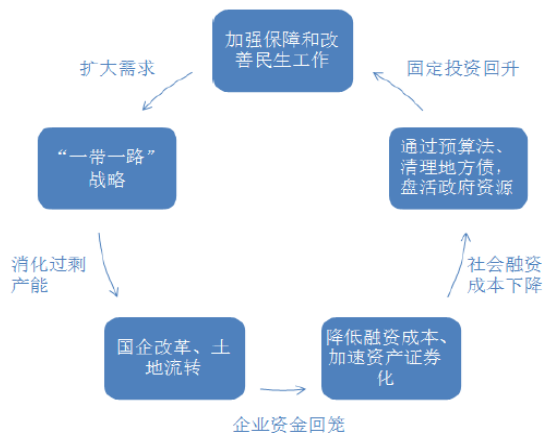 加强保障和改
善民生工作
扩大需求
固定投资回升
“一带一路”
战略
通过预算法、
清理地方债，
盘活政府资源
消化过剩
产能
社会融资
成本下降
国企改革、土
地流转
降低融资成本、
加速资产证券
化
企业资金回笼